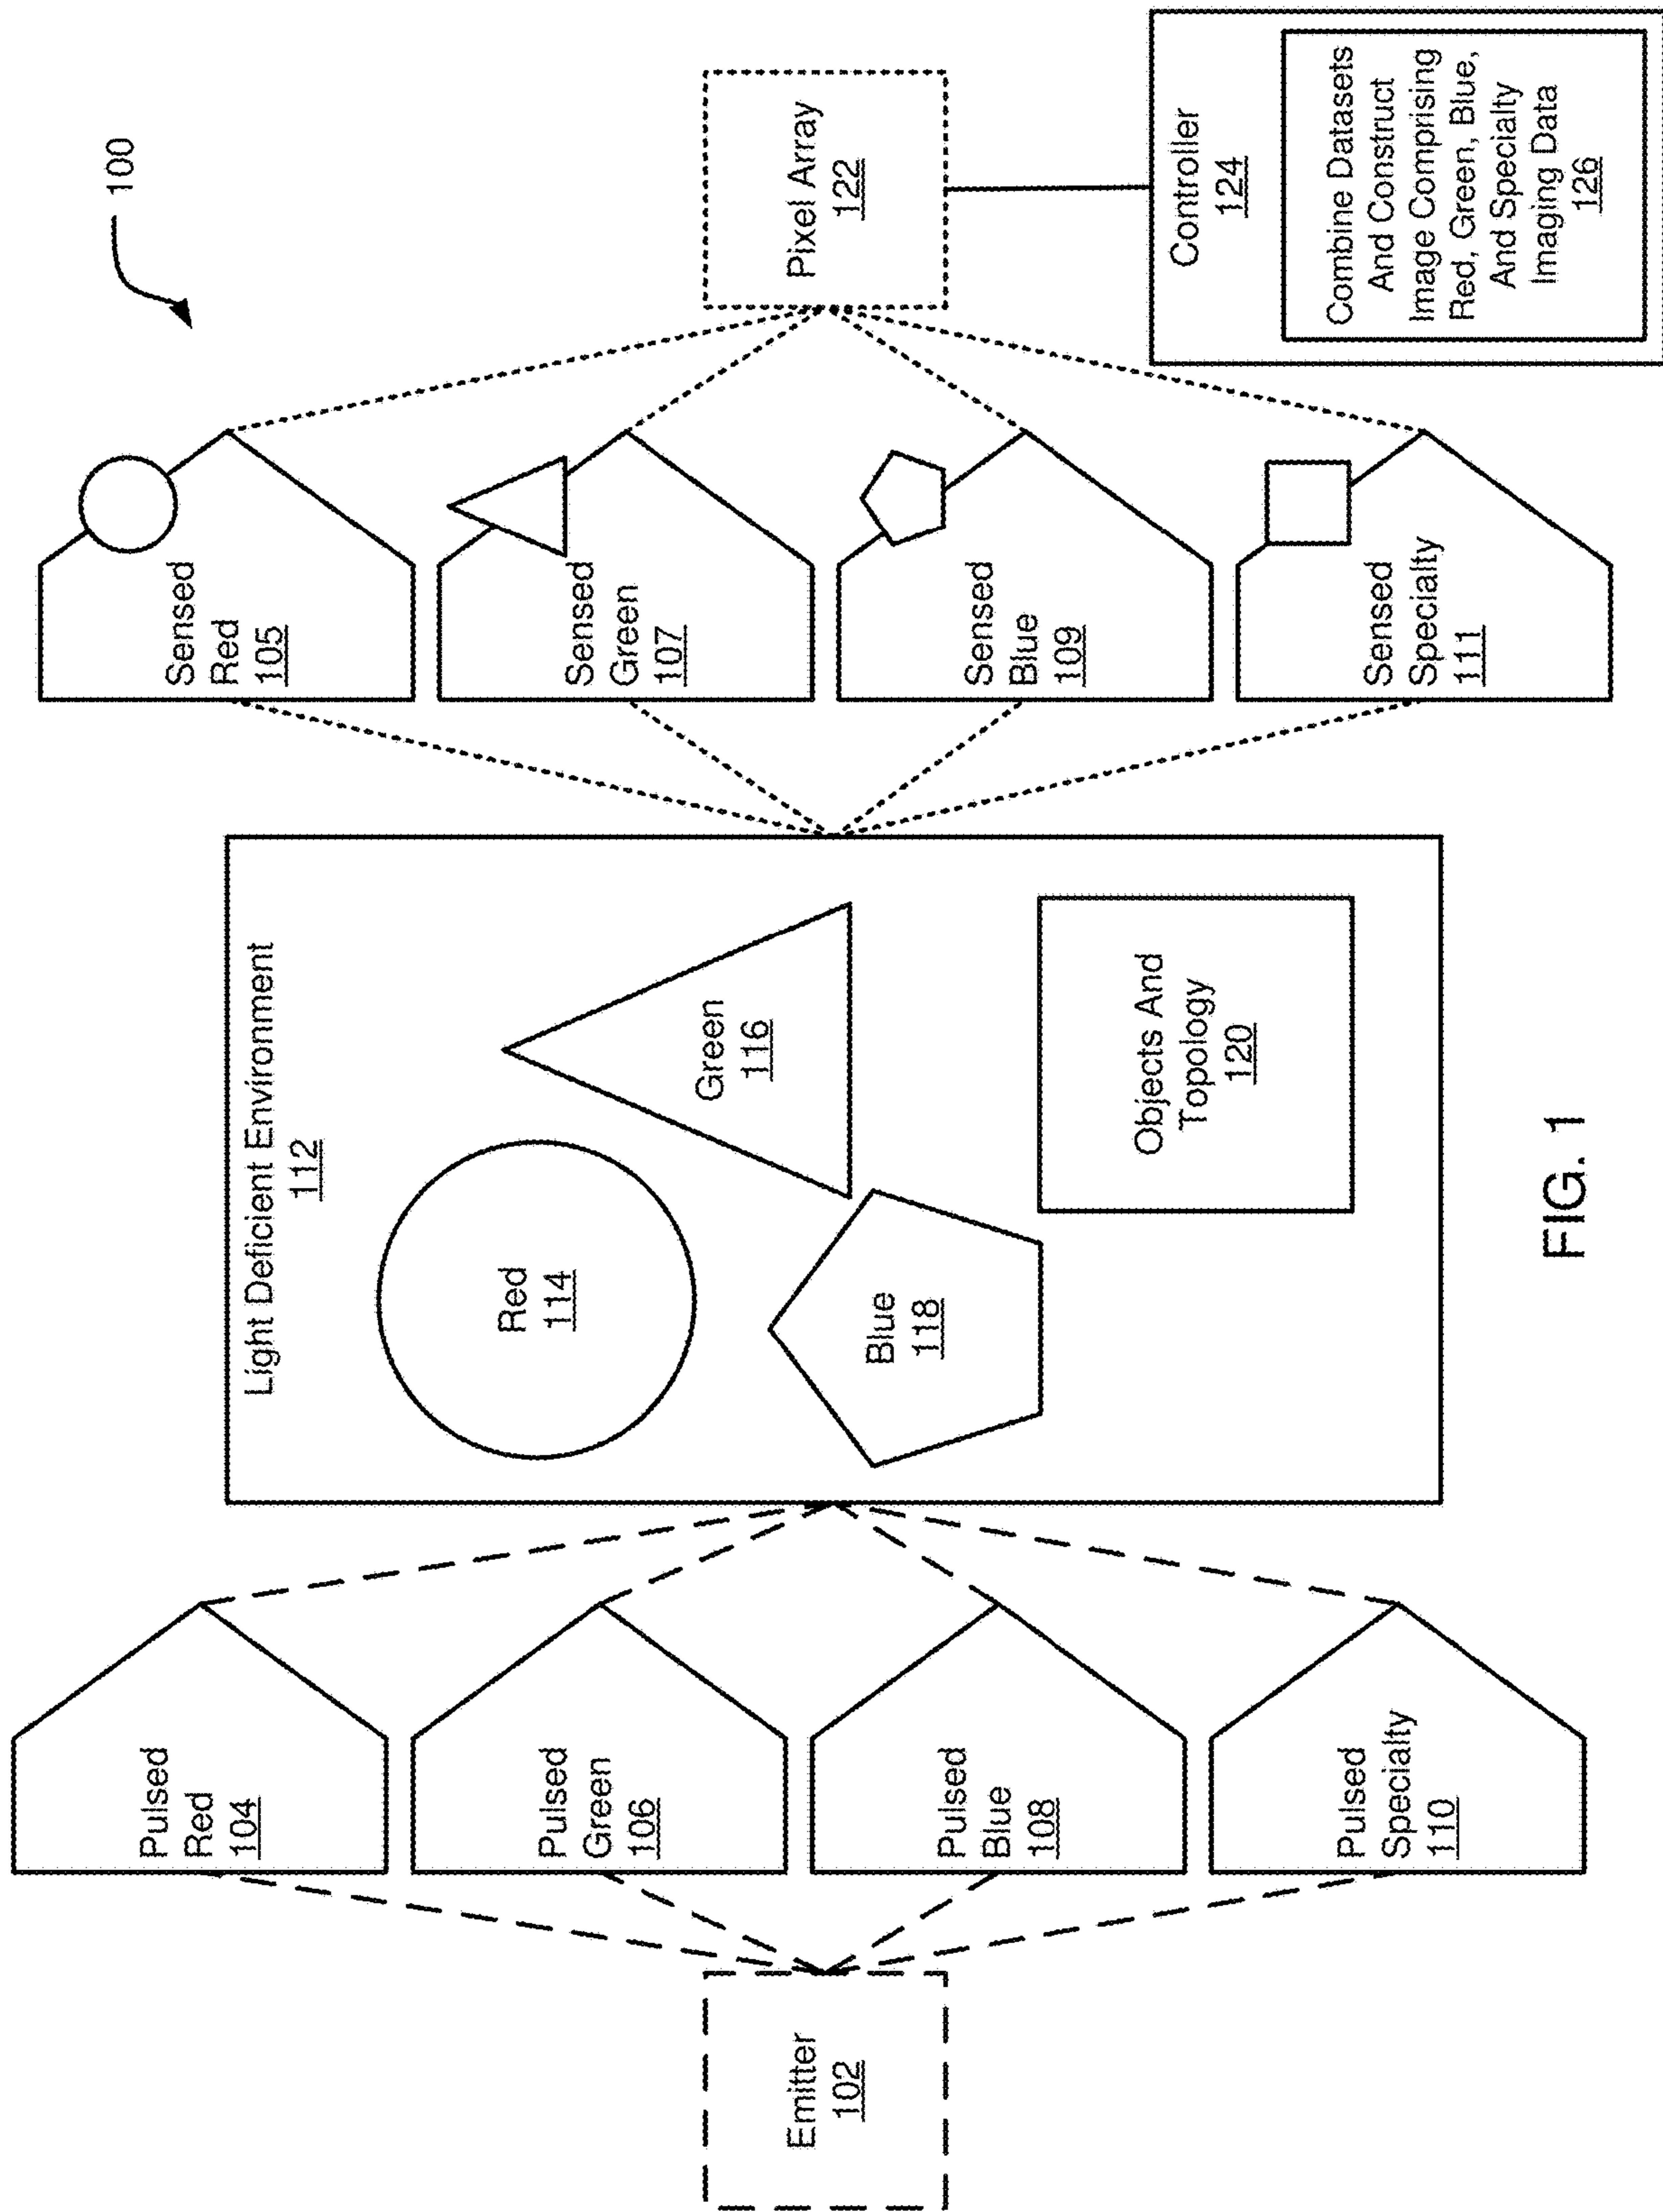 100
Emitter
102
Pulsed
Red
104
Pulsed
Green
106
Pulsed
Blue
108
Pulsed
Specialty
110
Light Deficient Environment
112
Red
114
Green
116
Blue
118
Objects And
Topology
120
Sensed
Red
105
Sensed
Green
107
Sensed
Blue
109
Sensed
Specialty
111
Pixel Array
122
Controller
124
Combine Datasets
And Construct
Image Comprising
Red, Green, Blue,
And Specialty
Imaging Data
126
FIG. 1